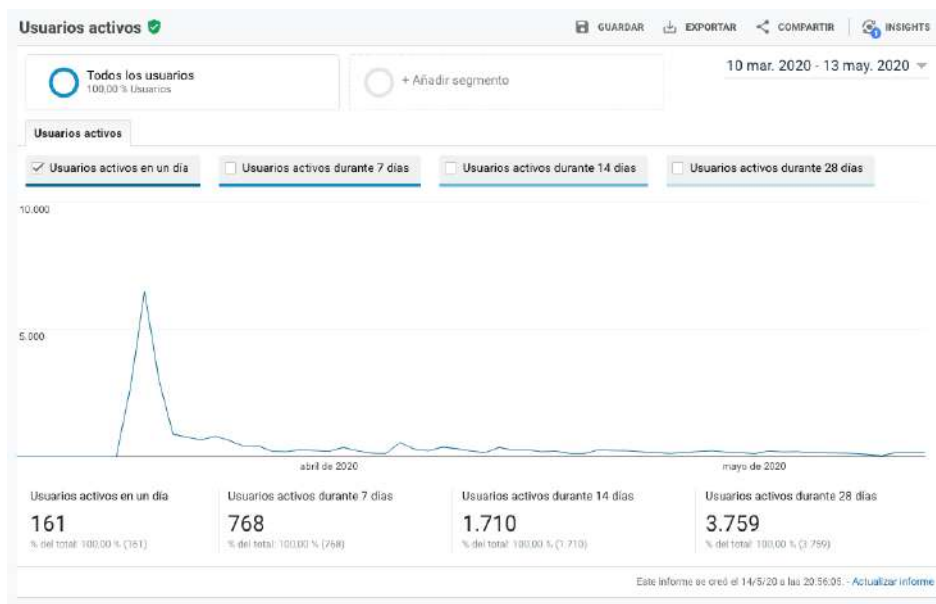 Usuarios activos
GUARDAR EXPORTAR COMPARTIR 1 INSIGHTS
Todos los usuarios
100,00 % Usuarios
+ Añadir segmento
10 mar. 2020 - 13 may. 2020
Usuarios activos
Usuarios activos en un día Usuarios activos durante 7 días Usuarios activos durante 14 días Usuarios activos durante 28 días
10.000
5.000
abril de 2020 mayo de 2020
Usuarios activos en un día Usuarios activos durante 7 días Usuarios activos durante 14 días Usuarios activos durante 28 días
161 768 1.710 3.759
% del total: 100,00 % (161) % del total: 100,00 % (768) % del total: 100,00 % (1.710) % del total: 100,00 % (3.759)
Este informe se creó el 14/5/20 a las 20:56:05. - Actualizar informe